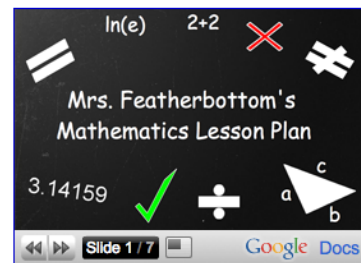 ln(e) 2+2
Mrs. Featherbottom's
Mathematics Lesson Plan
3.14159
c
a
b
Slide 1 / 7
Google Docs